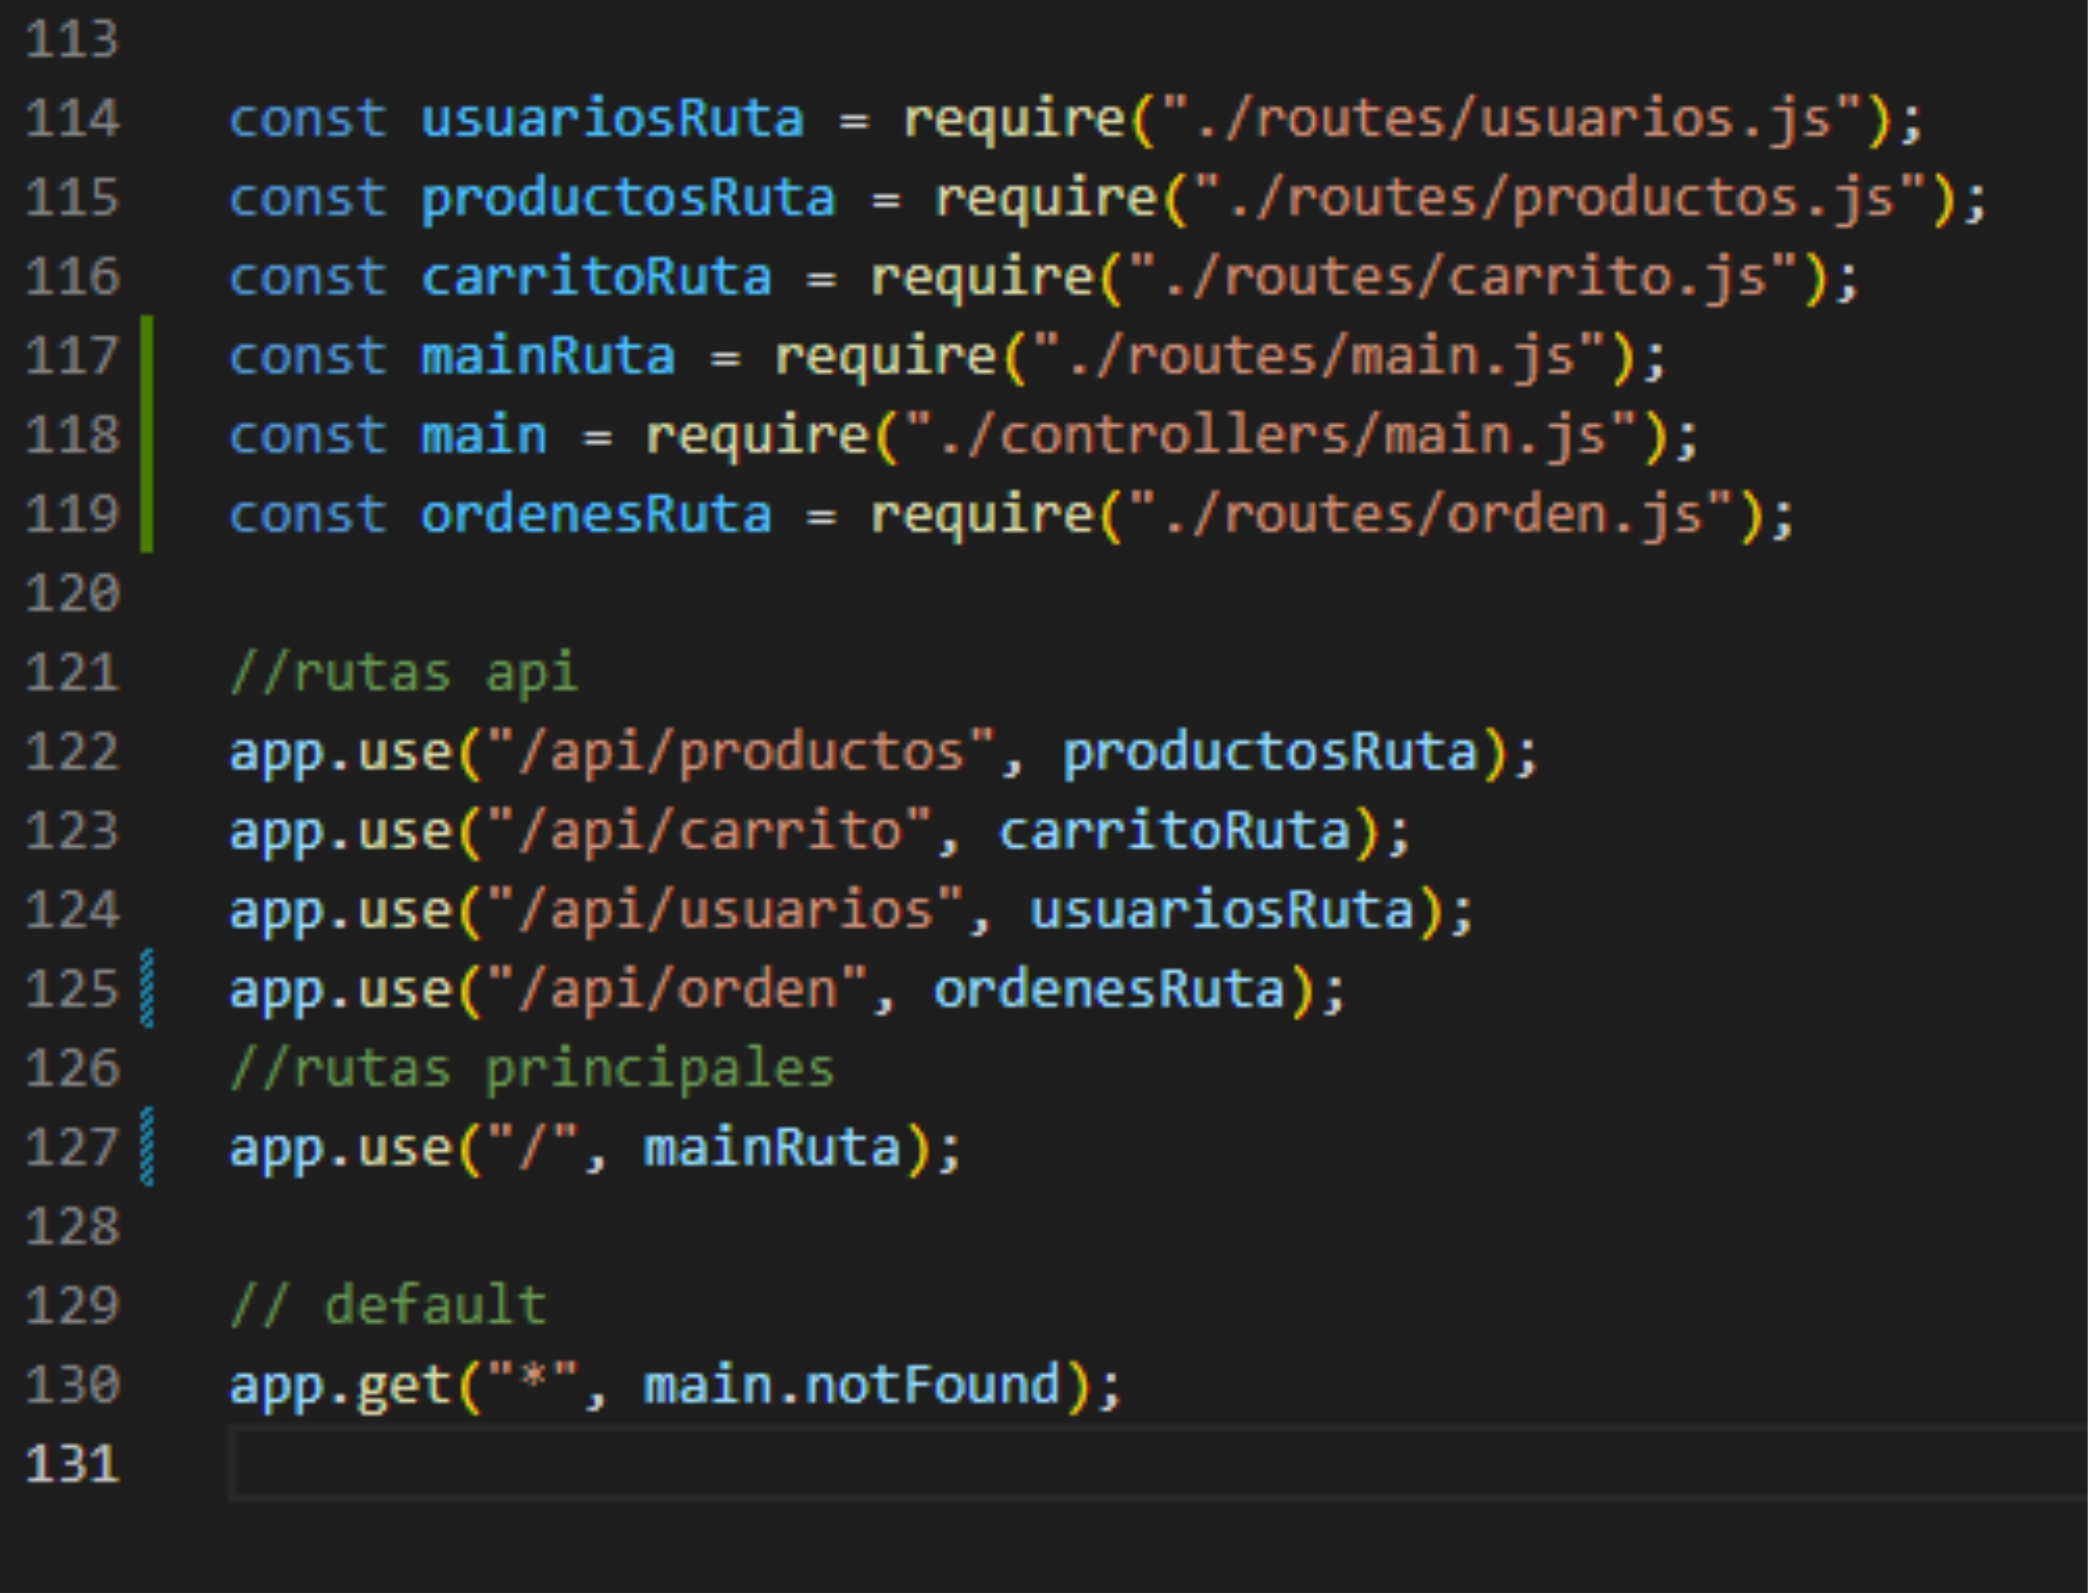 113
114 const usuariosRuta = require("./routes/usuarios.js");
115 const productosRuta = require("./routes/productos.js");
116 const carritoRuta = require("./routes/carrito.js");
117 const mainRuta = require("./routes/main.js");
118 const main = require("./controllers/main.js");
119 const ordenesRuta = require("./routes/orden.js");
120
121 //rutas api
122 app.use("/api/productos", productosRuta);
123 app.use("/api/carrito", carritoRuta);
124 app.use("/api/usuarios", usuariosRuta);
125 app.use("/api/orden", ordenesRuta);
126 //rutas principales
127 app.use("/", mainRuta);
128
129 // default
130 app.get("*", main.notFound);
131